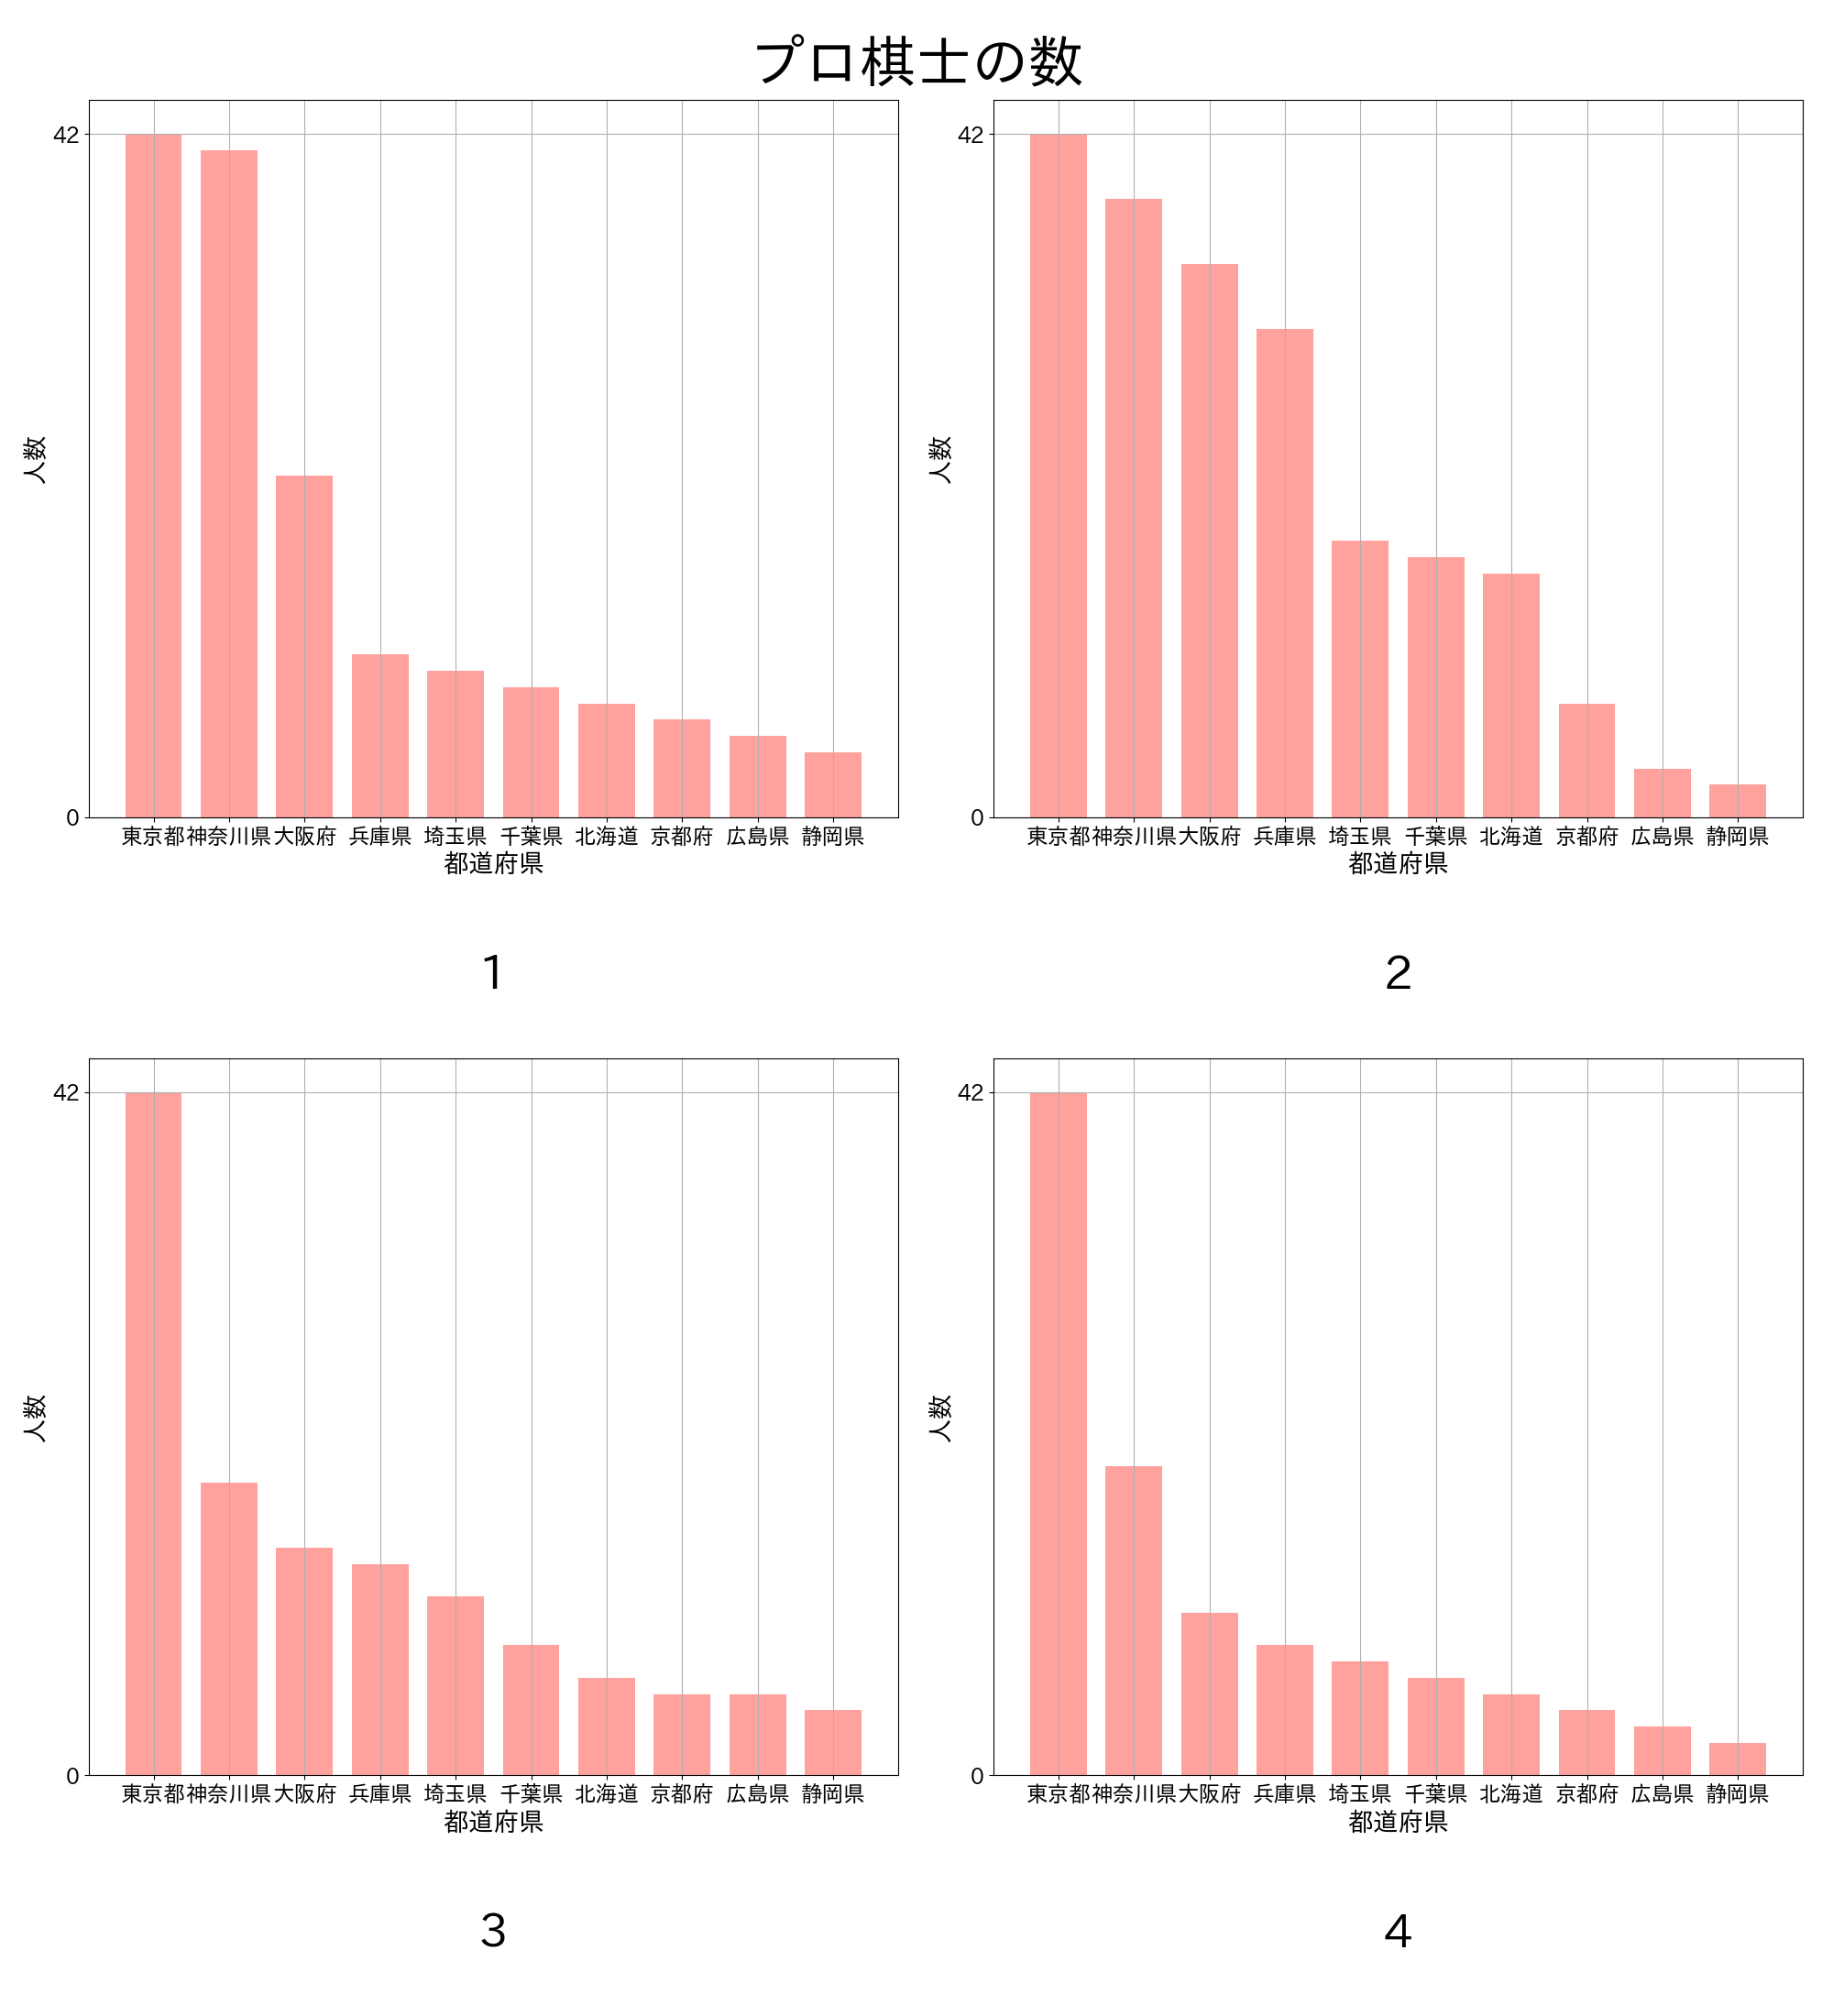 プロ棋士の数
42
0
人数
東京都 神奈川県 大阪府 兵庫県 埼玉県 千葉県 北海道 京都府 広島県 静岡県
都道府県
1
42
0
人数
東京都 神奈川県 大阪府 兵庫県 埼玉県 千葉県 北海道 京都府 広島県 静岡県
都道府県
2
42
0
人数
東京都 神奈川県 大阪府 兵庫県 埼玉県 千葉県 北海道 京都府 広島県 静岡県
都道府県
3
42
0
人数
東京都 神奈川県 大阪府 兵庫県 埼玉県 千葉県 北海道 京都府 広島県 静岡県
都道府県
4